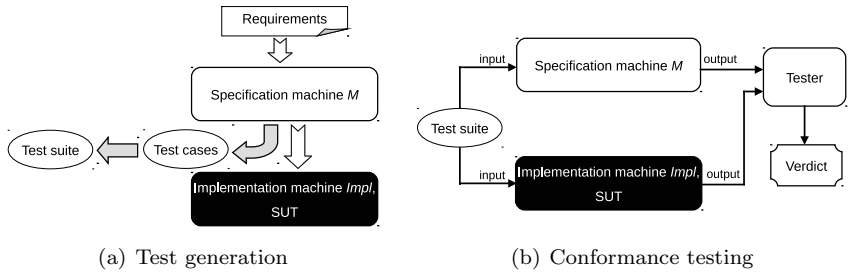 Requirements
Specification machine M
Test suite
Test cases
Implementation machine Impl,
SUT
(a) Test generation
input
Specification machine M
output
Tester
Test suite
Verdict
input
Implementation machine Impl,
SUT
output
(b) Conformance testing